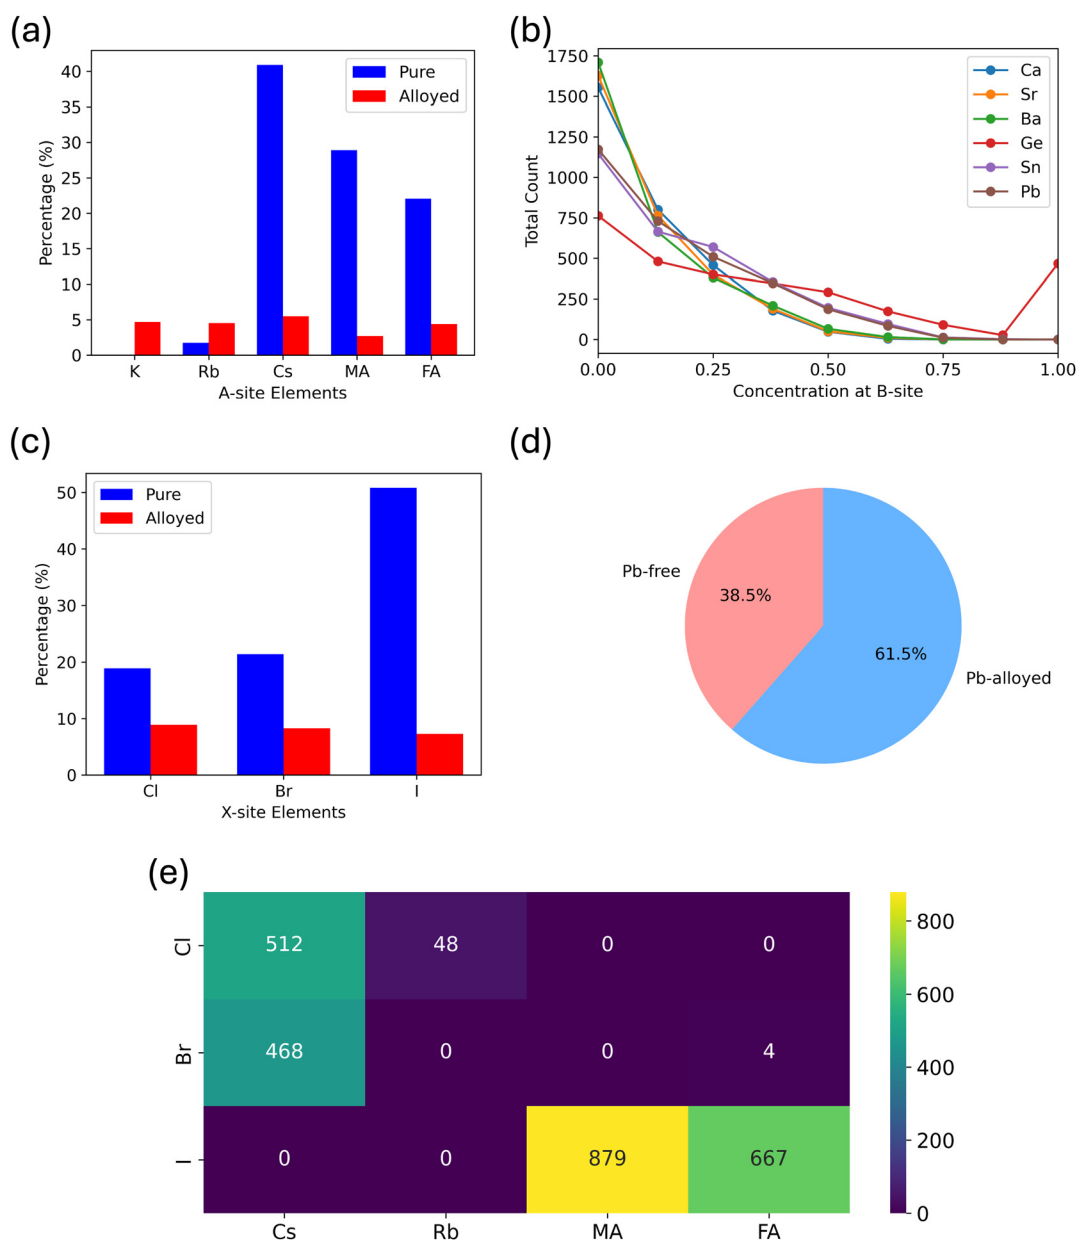 (a)
40
35
30
25
20
15
10
5
0
Percentage (%)
Pure
Alloyed
K Rb Cs MA FA
A-site Elements
(b)
1750
1500
1250
1000
750
500
250
0
Total Count
Ca
Sr
Ba
Ge
Sn
Pb
0.00 0.25 0.50 0.75 1.00
Concentration at B-site
(c)
50
40
30
20
10
0
Percentage (%)
Pure
Alloyed
Cl Br I
X-site Elements
(d)
Pb-free
38.5%
61.5%
Pb-alloyed
(e)
Cl 512 48 0 0
Br 468 0 0 4
I 0 0 879 667
Cs Rb MA FA
800
600
400
200
0